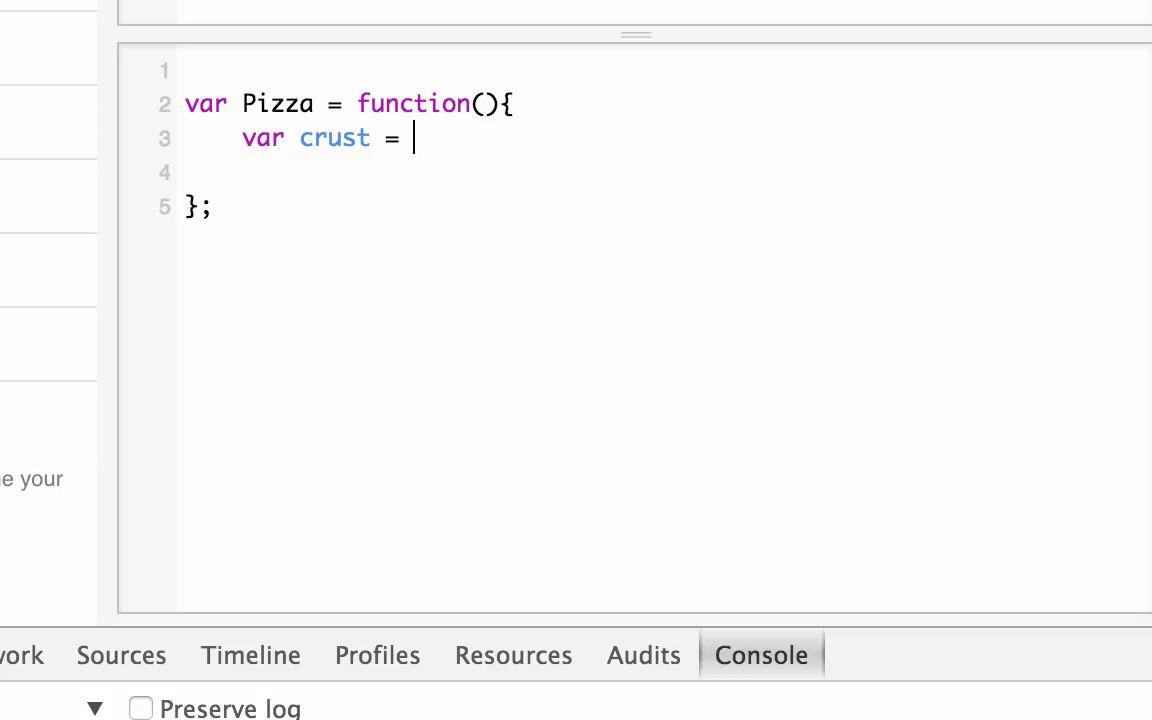 1
2 var Pizza = function(){
3 var crust =
4
5 };
e your
ork Sources Timeline Profiles Resources Audits Console
▼ Preserve log